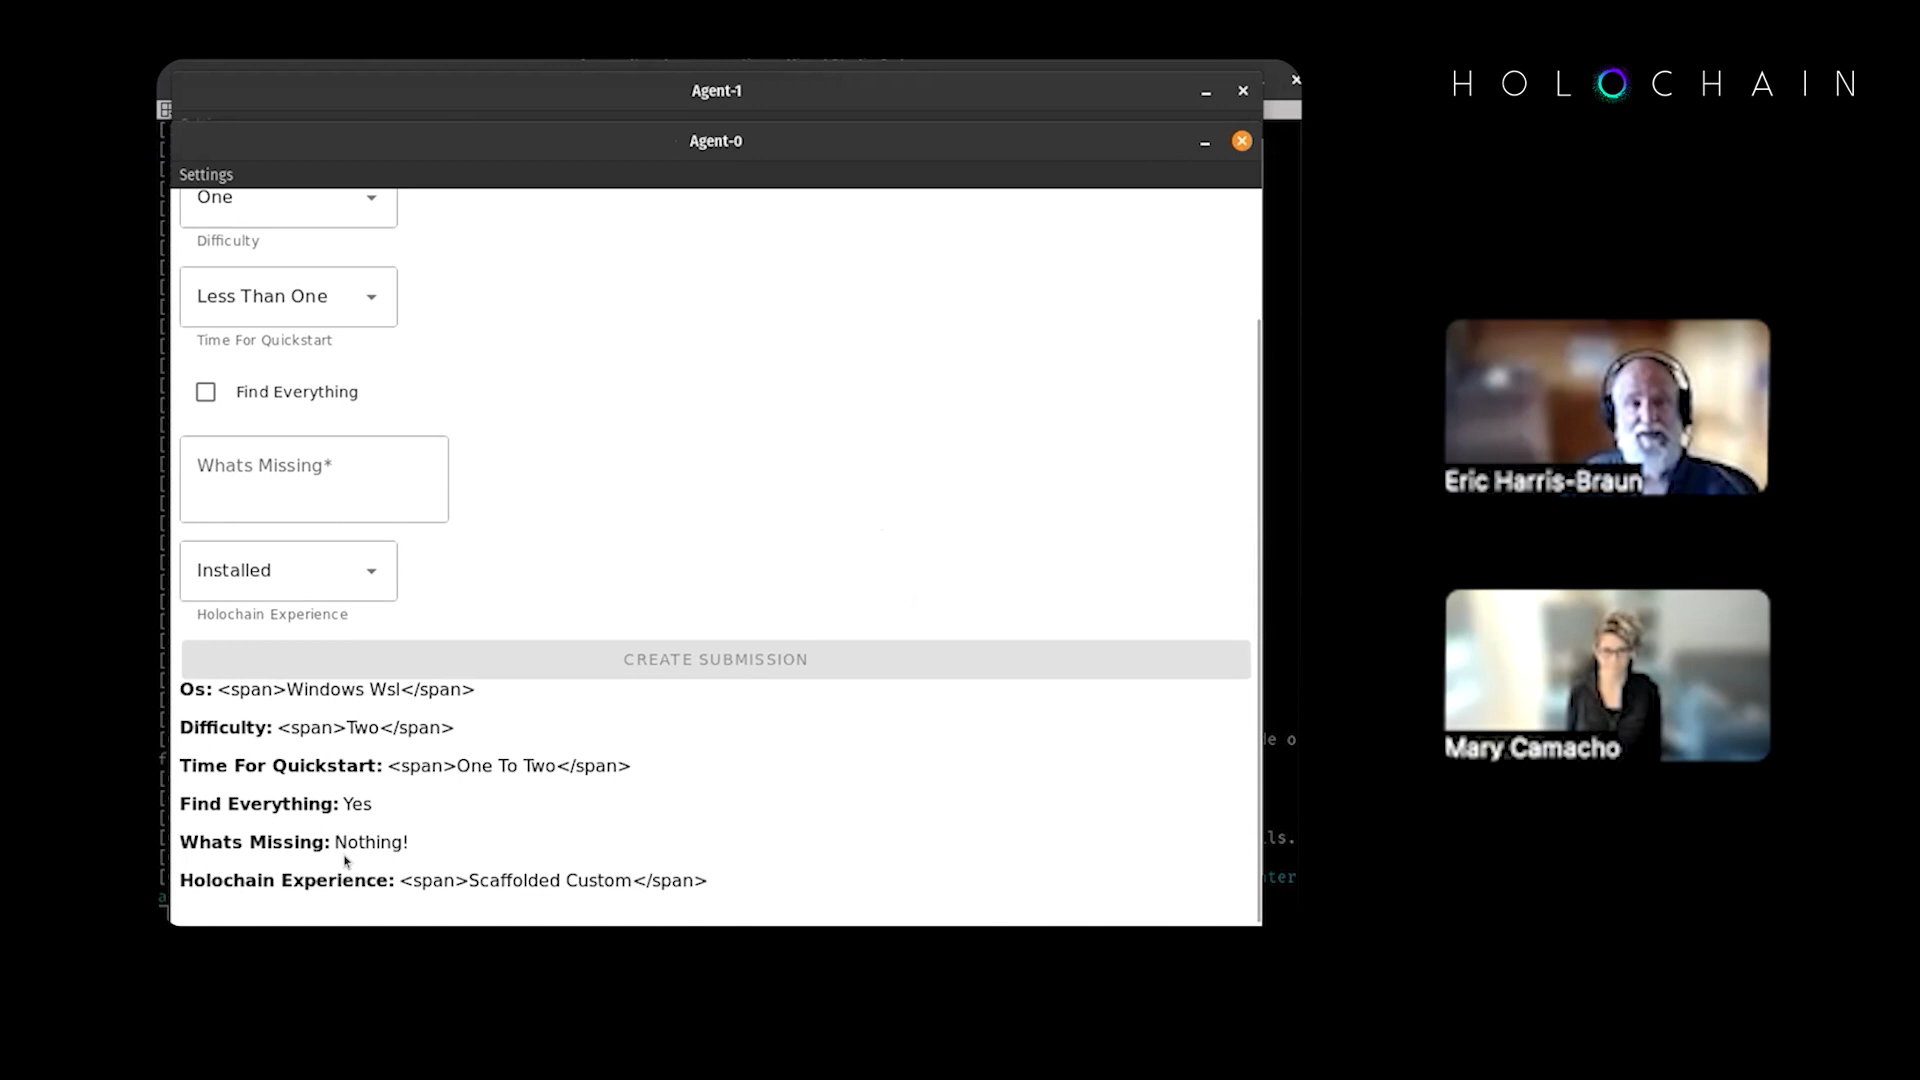 HOLOCHAIN
Agent-1
Agent-0
Settings
One
Difficulty
Less Than One
Time For Quickstart
Find Everything
Whats Missing*
Installed
Holochain Experience
CREATE SUBMISSION
Os: <span>Windows Wsl</span>
Difficulty: <span>Two</span>
Time For Quickstart: <span>One To Two</span>
Find Everything: Yes
Whats Missing: Nothing!
Holochain Experience: <span>Scaffolded Custom</span>
Eric Harris-Braun
Mary Camacho